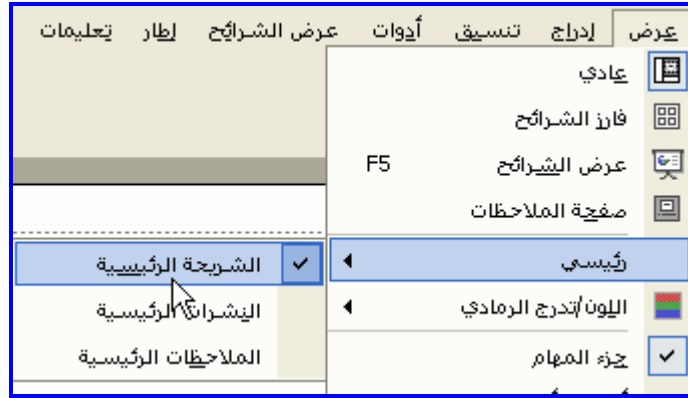 عرض إدراج تنسيق أدوات عرض الشرائح إطار تعليمات
عادي
فارز الشرائح
عرض الشرائح F5
صفحة الملاحظات
رئيسي
الشريحة الرئيسية
اللون/تدرج الرمادي
النشرات الرئيسية
جزء المهام
الملاحظات الرئيسية